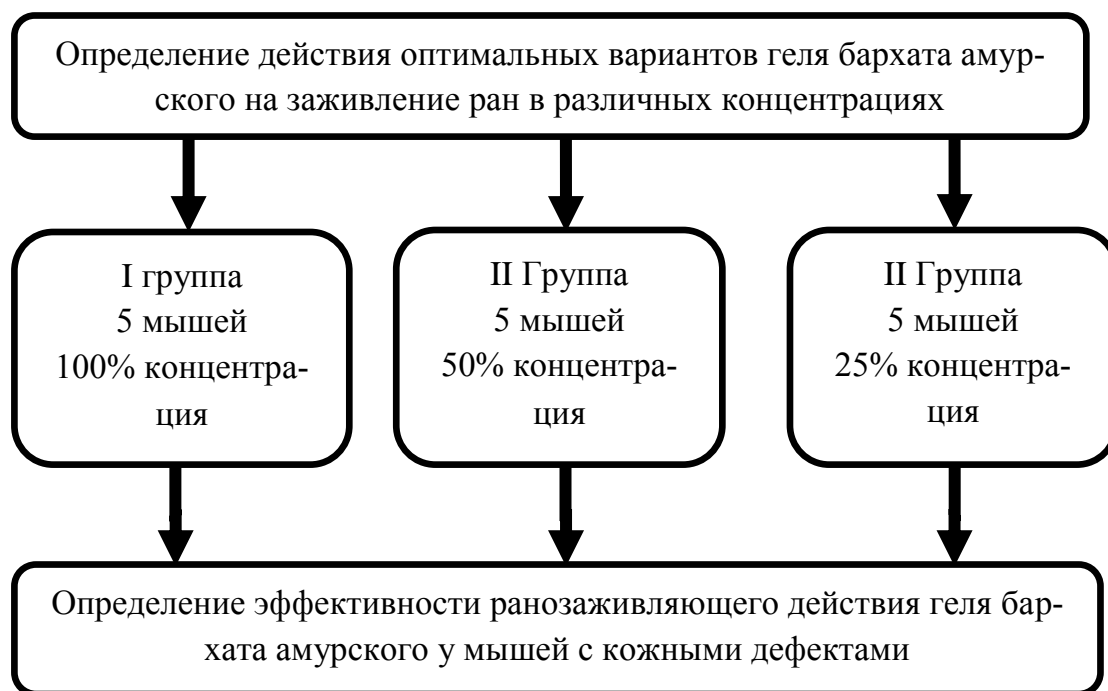 Определение действия оптимальных вариантов геля бархата амур-
ского на заживление ран в различных концентрациях
I группа
5 мышей
100% концентра-
ция
II Группа
5 мышей
50% концентра-
ция
II Группа
5 мышей
25% концентра-
ция
Определение эффективности ранозаживляющего действия геля бар-
хата амурского у мышей с кожными дефектами